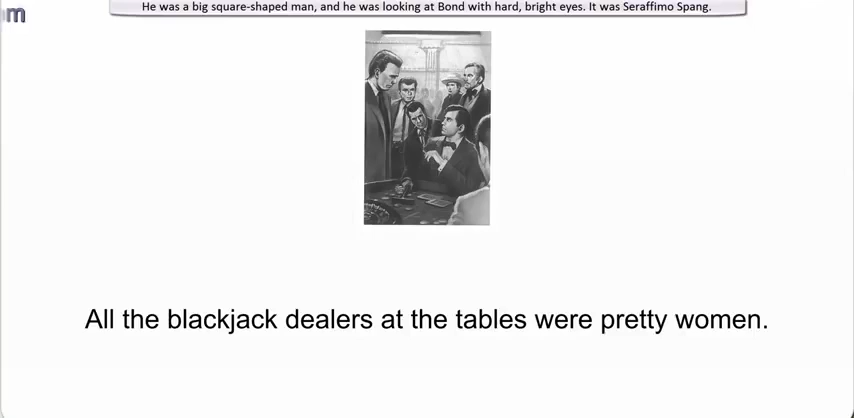 m
He was a big square-shaped man, and he was looking at Bond with hard, bright eyes. It was Seraffimo Spang.
All the blackjack dealers at the tables were pretty women.